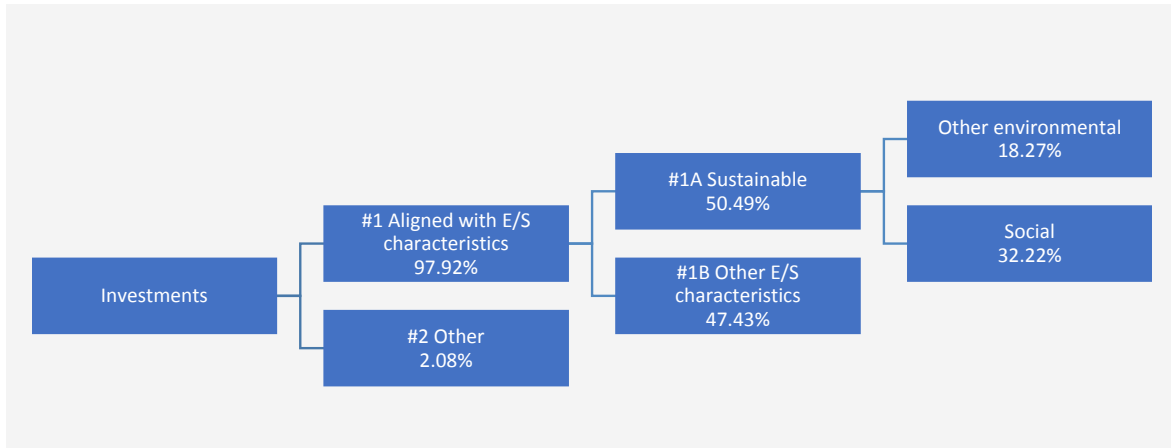 Investments
#1 Aligned with E/S
characteristics
97.92%
#2 Other
2.08%
#1A Sustainable
50.49%
#1B Other E/S
characteristics
47.43%
Other environmental
18.27%
Social
32.22%